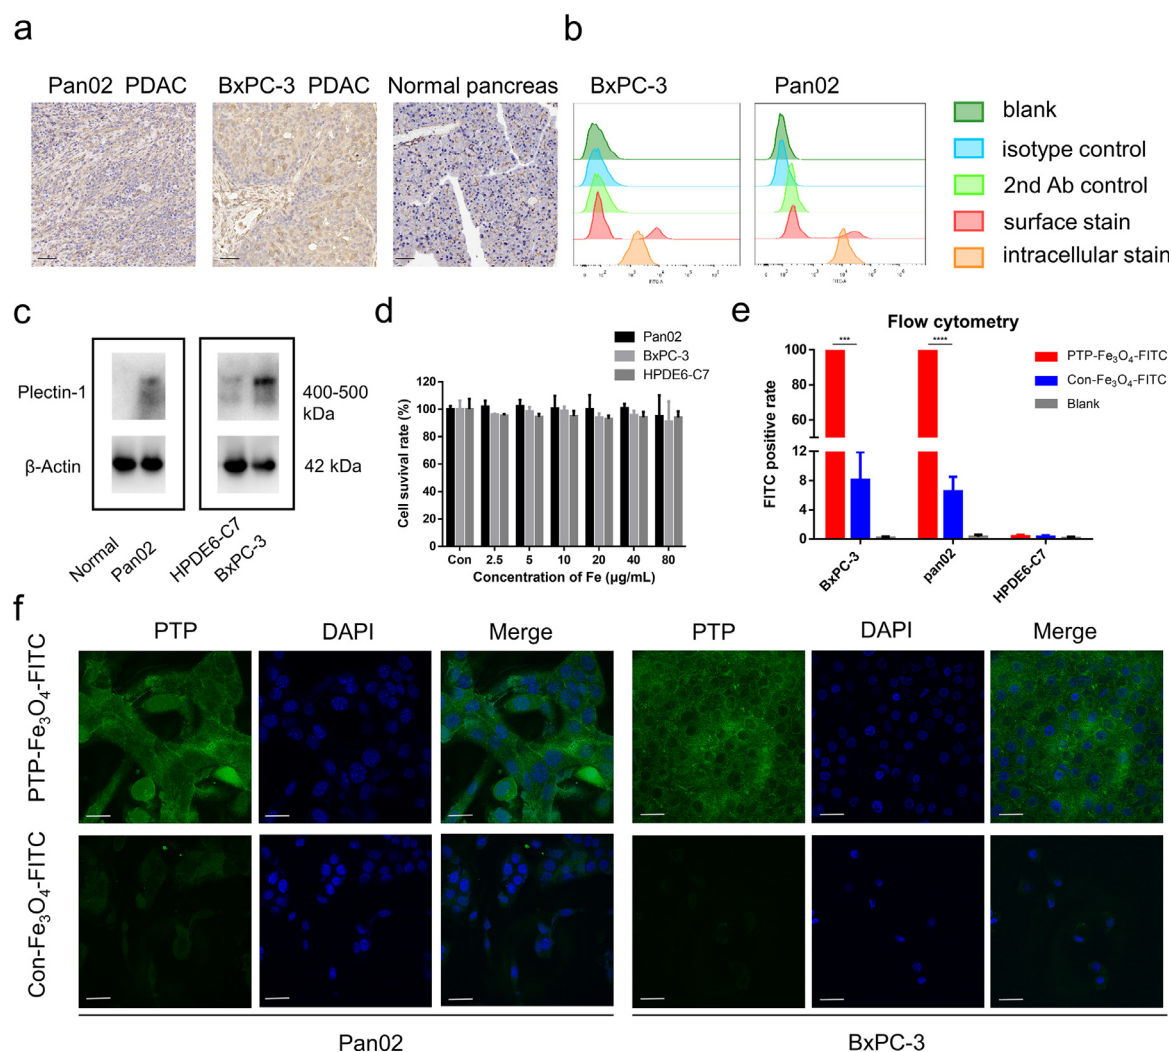 a
Pan02 PDAC
BxPC-3 PDAC
Normal pancreas
b
BxPC-3
Pan02
FITC-A
FITC-A
blank
isotype control
2nd Ab control
surface stain
intracellular stain
c
Plectin-1
400-500
kDa
β-Actin
42 kDa
Normal
Pan02
HPDE6-C7
BxPC-3
d
Pan02
BxPC-3
HPDE6-C7
Cell suvival rate (%)
120
100
80
60
40
20
0
Con 2.5 5 10 20 40 80
Concentration of Fe (μg/mL)
e
Flow cytometry
FITC positive rate
100
80
60
12
8
4
0
***
****
PTP-Fe₃O₄-FITC
Con-Fe₃O₄-FITC
Blank
BxPC-3
pan02
HPDE6-C7
f
PTP DAPI Merge PTP DAPI Merge
PTP-Fe₃O₄-FITC
Con-Fe₃O₄-FITC
Pan02
BxPC-3